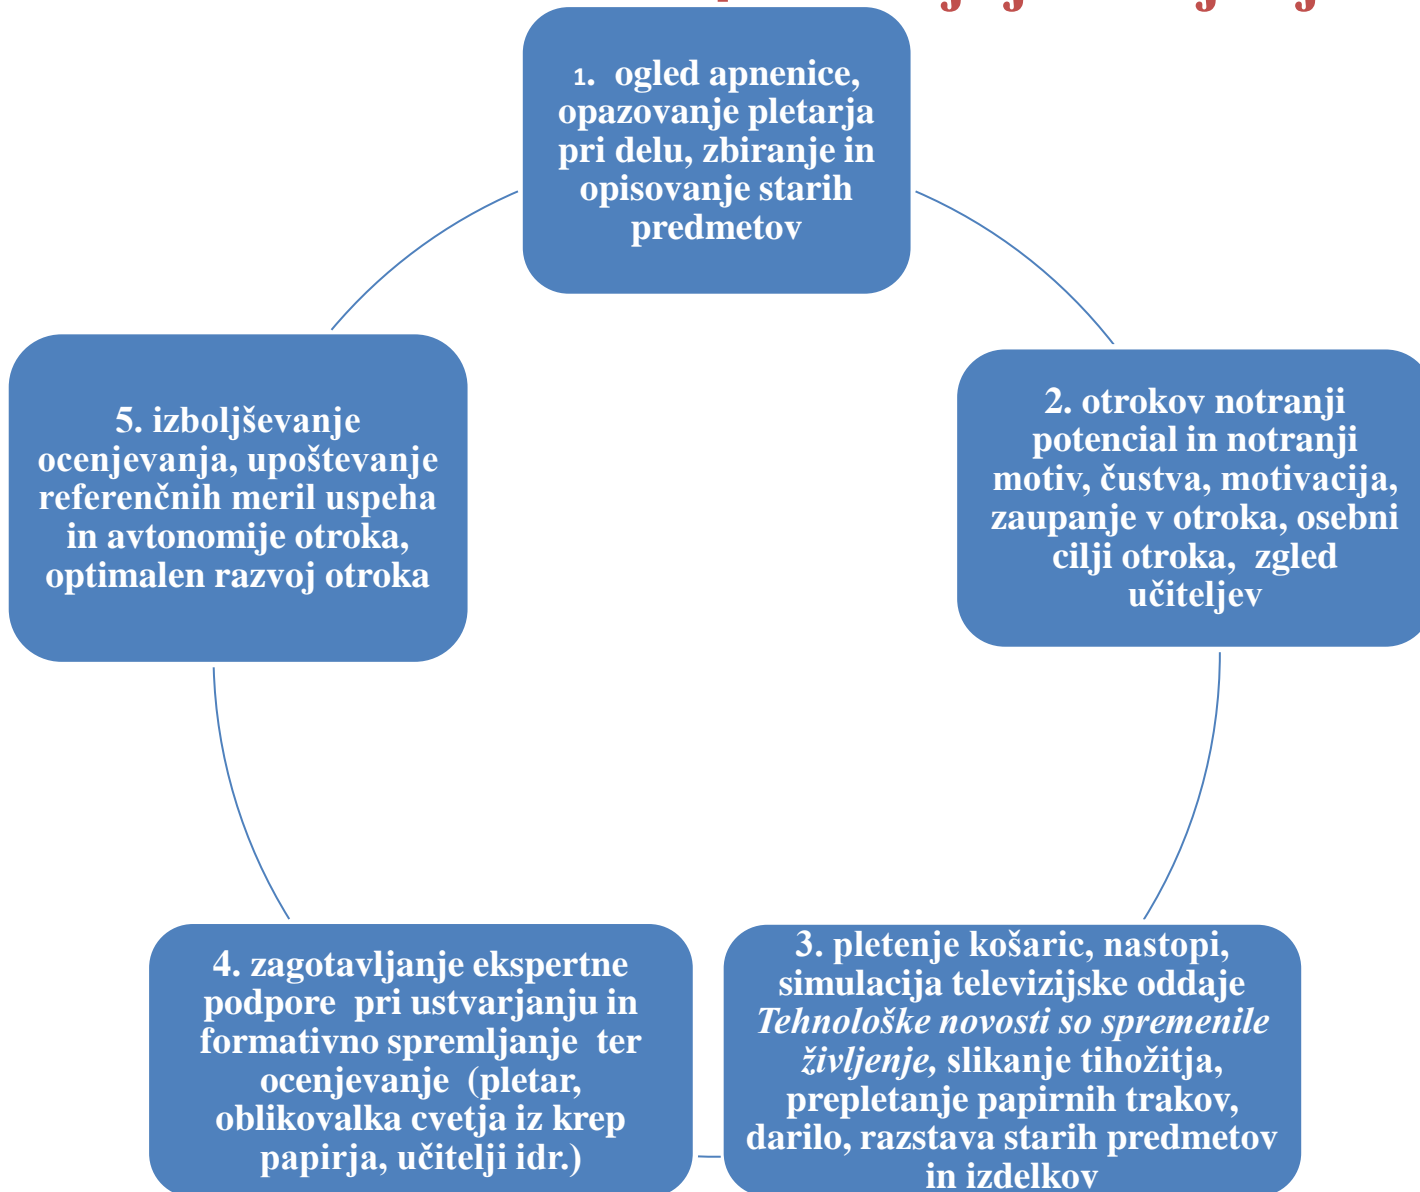 1. ogled apnenice,
opazovanje pletarja
pri delu, zbiranje in
opisovanje starih
predmetov
2. otrokov notranji
potencial in notranji
motiv, čustva, motivacija,
zaupanje v otroka, osebni
cilji otroka, zgled
učiteljev
3. pletenje košaric, nastopi,
simulacija televizijske oddaje
Tehnološke novosti so spremenile
življenje, slikanje tihožitja,
prepletanje papirnih trakov,
darilo, razstava starih predmetov
in izdelkov
4. zagotavljanje ekspertne
podpore pri ustvarjanju in
formativno spremljanje ter
ocenjevanje (pletar,
oblikovalka cvetja iz krep
papirja, učitelji idr.)
5. izboljševanje
ocenjevanja, upoštevanje
referenčnih meril uspeha
in avtonomije otroka,
optimalen razvoj otroka